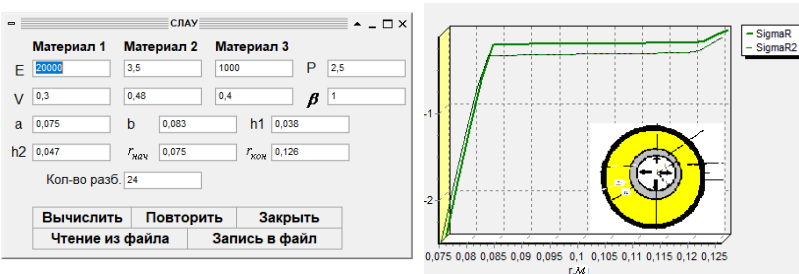 СЛАУ
Материал 1 Материал 2 Материал 3
E 20000 3,5 1000 P 2,5
V 0,3 0,48 0,4 β 1
a 0,075 b 0,083 h1 0,038
h2 0,047 rнач 0,075 rкон 0,126
Кол-во разб. 24
Вычислить Повторить Закрыть
Чтение из файла Запись в файл
SigmaR
SigmaR2
-1
-2
0,075 0,08 0,085 0,09 0,095 0,1 0,105 0,11 0,115 0,12 0,125
[м]